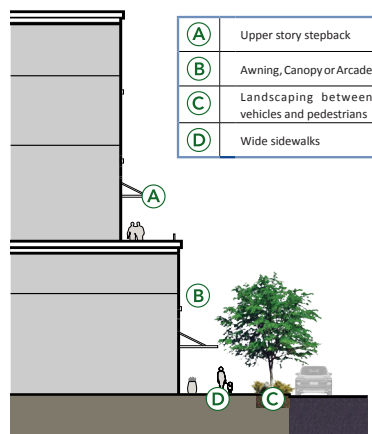 A Upper story stepback
B Awning, Canopy or Arcade
C Landscaping between
vehicles and pedestrians
D Wide sidewalks
A
B
D C